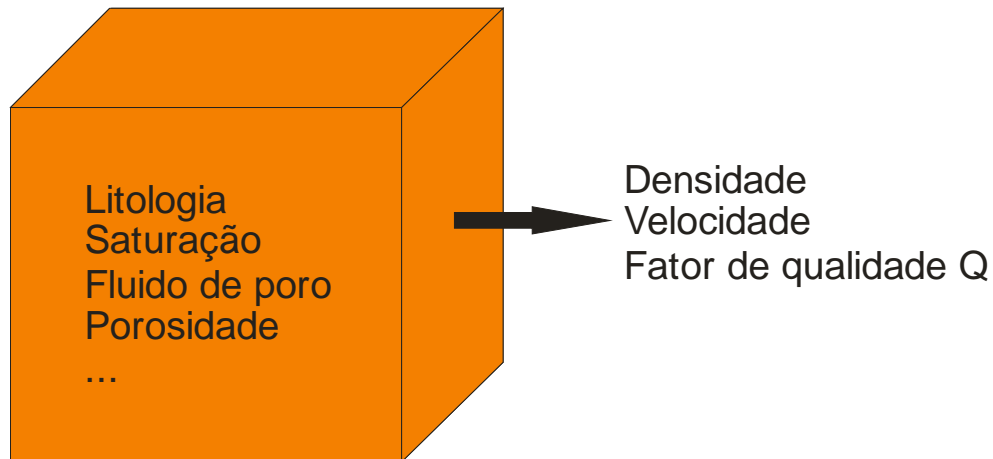 Litologia
Saturação
Fluido de poro
Porosidade
...
Densidade
Velocidade
Fator de qualidade Q